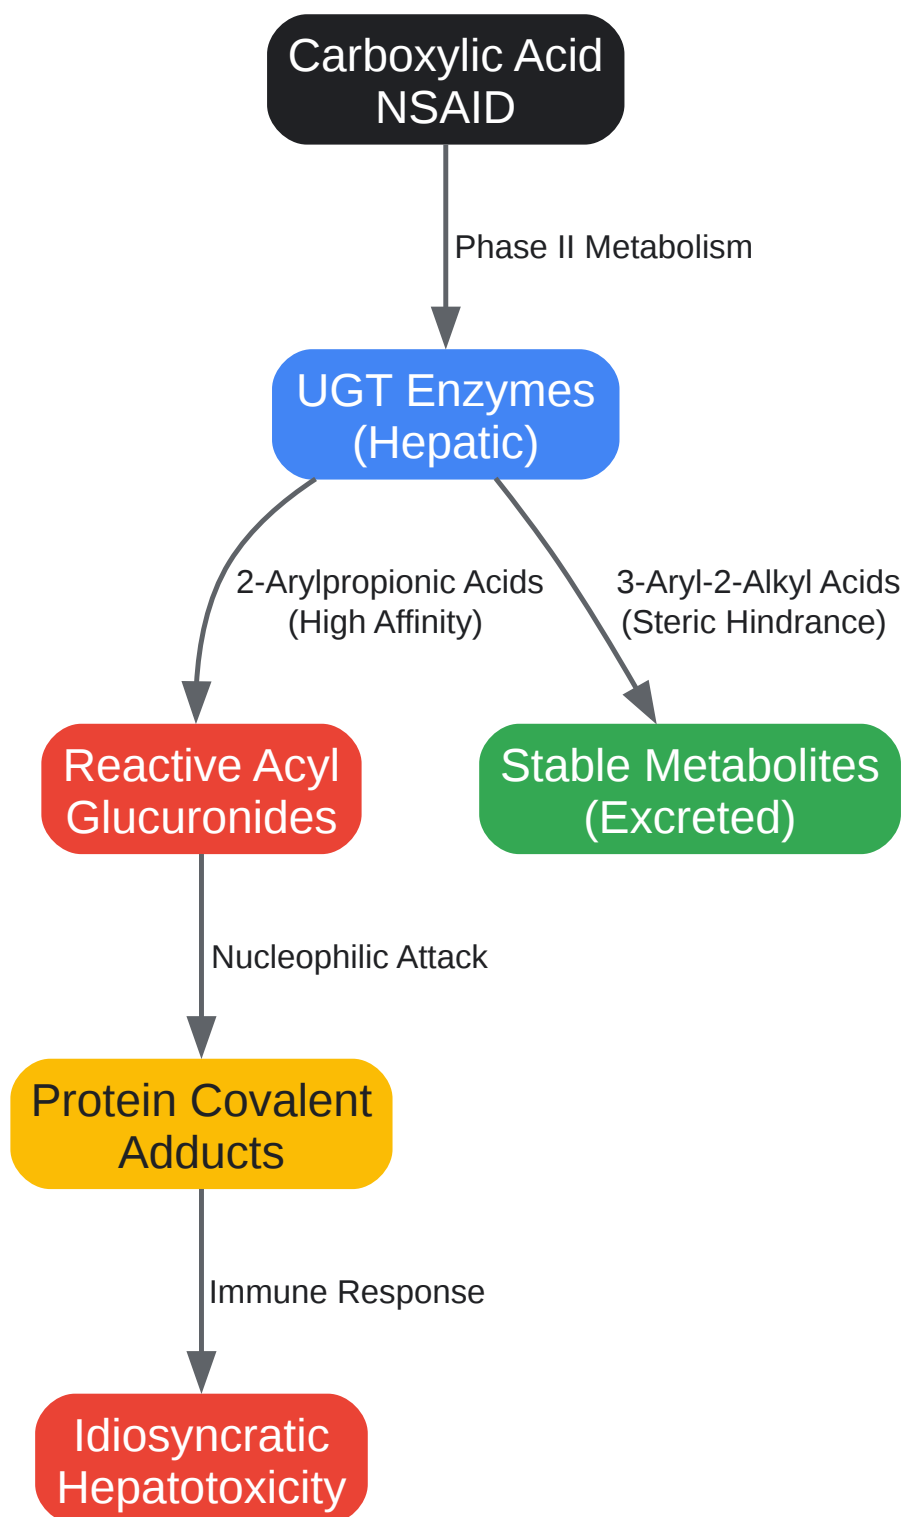 Carboxylic Acid
NSAID
Phase II Metabolism
UGT Enzymes
(Hepatic)
2-Arylpropionic Acids
(High Affinity)
3-Aryl-2-Alkyl Acids
(Steric Hindrance)
Reactive Acyl
Glucuronides
Stable Metabolites
(Excreted)
Nucleophilic Attack
Protein Covalent
Adducts
Immune Response
Idiosyncratic
Hepatotoxicity